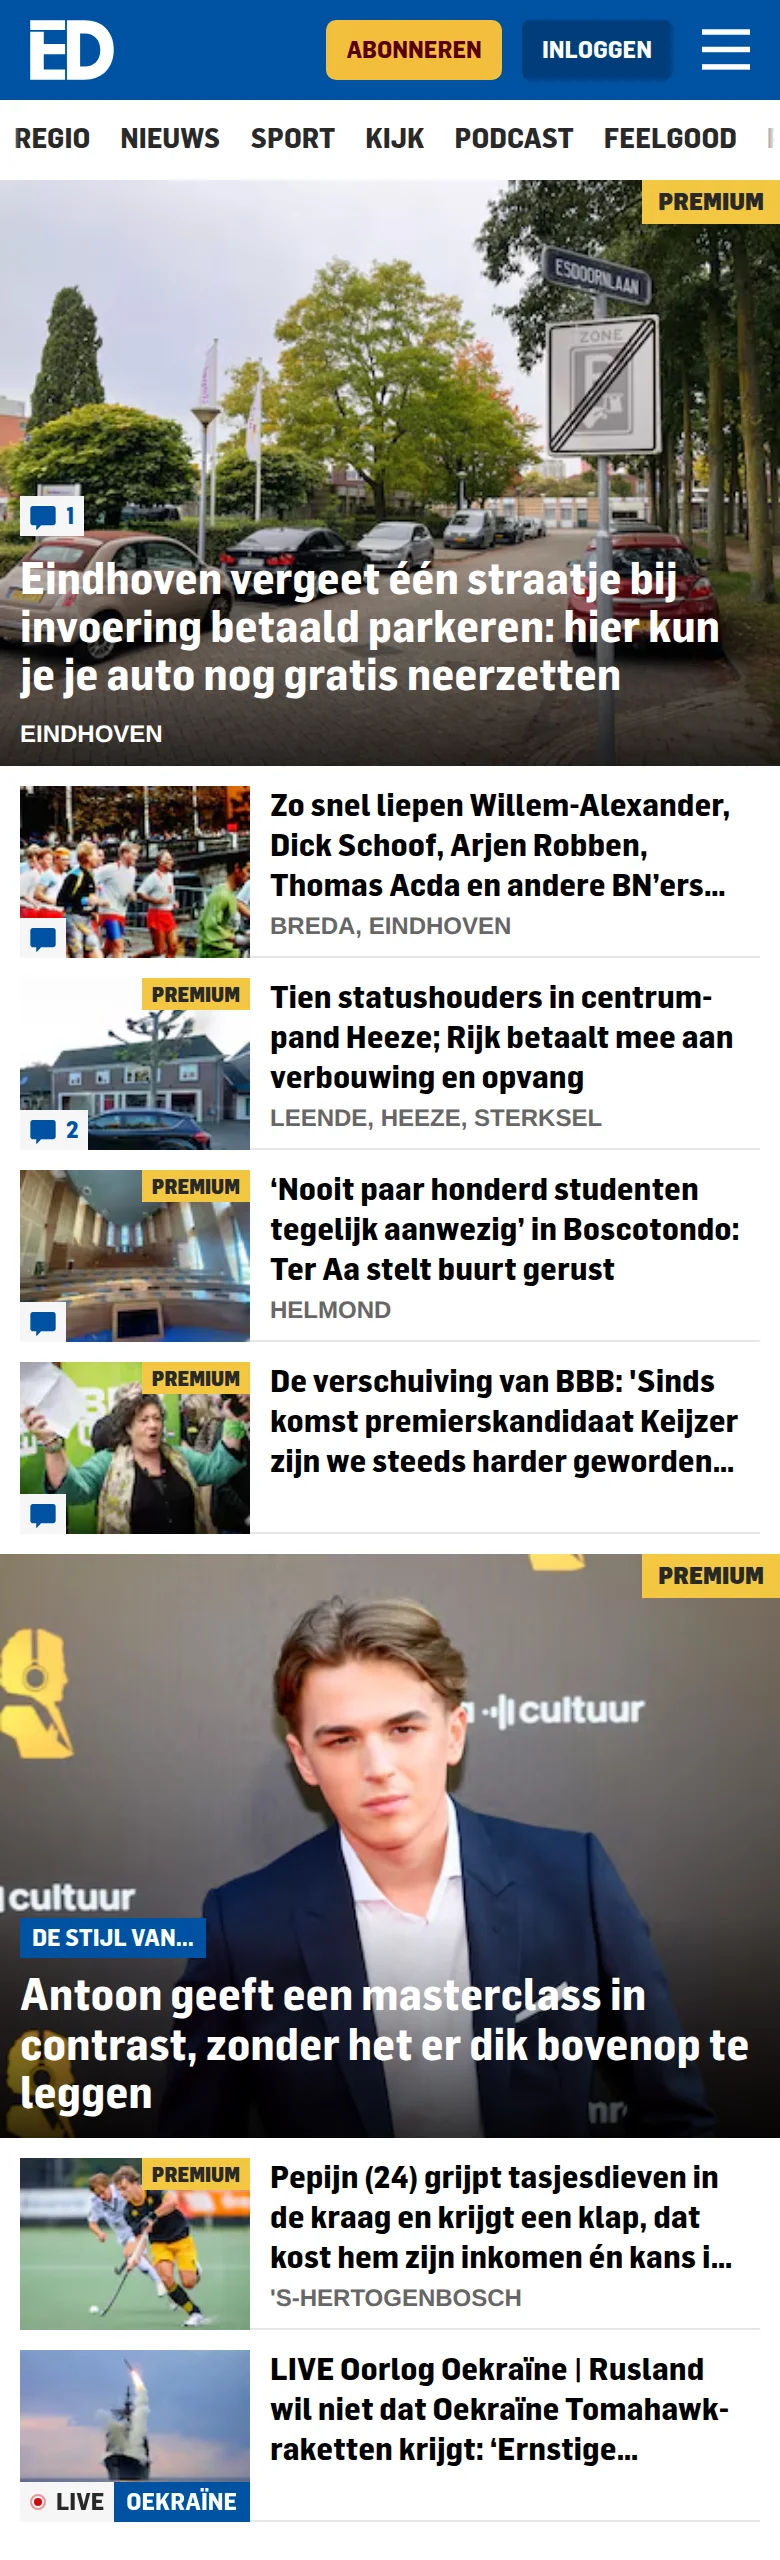 ED
ABONNEREN
INLOGGEN
REGIO NIEUWS SPORT KIJK PODCAST FEELGOOD
PREMIUM
ESDOORNLAAN
ZONE
P
1
Eindhoven vergeet één straatje bij
invoering betaald parkeren: hier kun
je je auto nog gratis neerzetten
EINDHOVEN
Zo snel liepen Willem-Alexander,
Dick Schoof, Arjen Robben,
Thomas Acda en andere BN’ers...
BREDA, EINDHOVEN
PREMIUM
2
Tien statushouders in centrum-
pand Heeze; Rijk betaalt mee aan
verbouwing en opvang
LEENDE, HEEZE, STERKSEL
PREMIUM
‘Nooit paar honderd studenten
tegelijk aanwezig’ in Boscotondo:
Ter Aa stelt buurt gerust
HELMOND
PREMIUM
De verschuiving van BBB: 'Sinds
komst premierskandidaat Keijzer
zijn we steeds harder geworden...
PREMIUM
cultuur
cultuur
DE STIJL VAN...
Antoon geeft een masterclass in
contrast, zonder het er dik bovenop te
leggen
PREMIUM
Pepijn (24) grijpt tasjesdieven in
de kraag en krijgt een klap, dat
kost hem zijn inkomen én kans i...
'S-HERTOGENBOSCH
LIVE OEKRAÏNE
LIVE Oorlog Oekraïne | Rusland
wil niet dat Oekraïne Tomahawk-
raketten krijgt: ‘Ernstige...